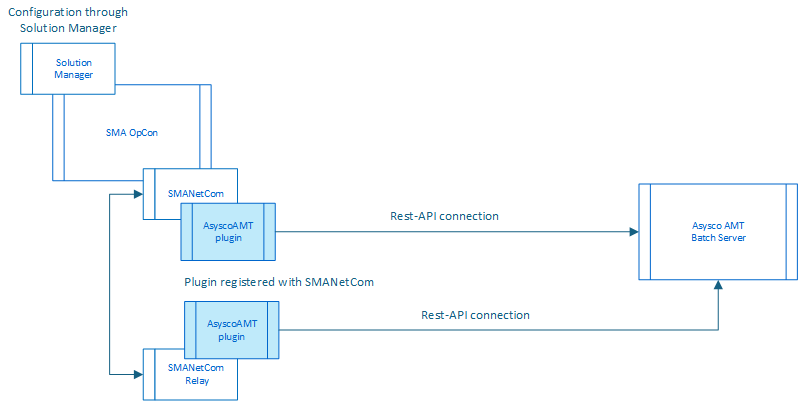 Configuration through
Solution Manager
Solution
Manager
SMA OpCon
SMANetCom
AsyscoAMT
plugin
Rest-API connection
Asysco AMT
Batch Server
Plugin registered with SMANetCom
AsyscoAMT
plugin
Rest-API connection
SMANetCom
Relay